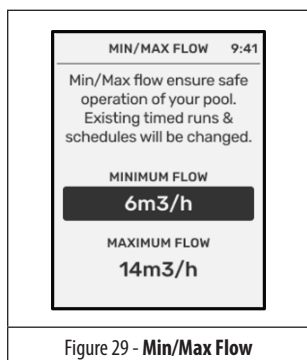 MIN/MAX FLOW 9:41
Min/Max flow ensure safe
operation of your pool.
Existing timed runs &
schedules will be changed.
MINIMUM FLOW
6m3/h
MAXIMUM FLOW
14m3/h
Figure 29 - Min/Max Flow